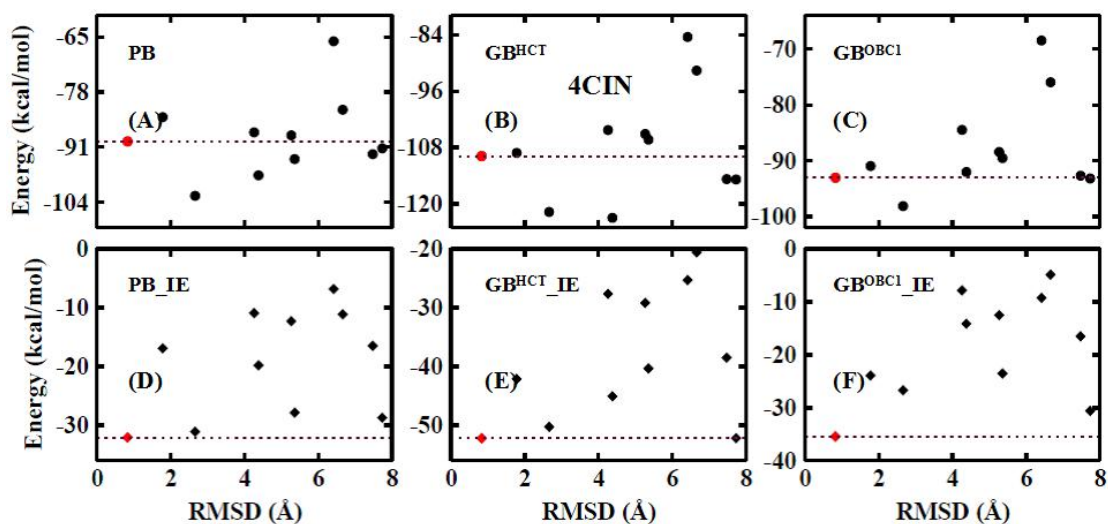 Energy (kcal/mol)
-65
-78
-91
-104
PB
(A)
-84
-96
-108
-120
GBHCT
4CIN
(B)
-70
-80
-90
-100
GBOBC1
(C)
Energy (kcal/mol)
0
-10
-20
-30
PB_IE
(D)
-20
-30
-40
-50
GBHCT_IE
(E)
0
-10
-20
-30
-40
GBOBC1_IE
(F)
0 2 4 6 8
0 2 4 6 8
0 2 4 6 8
RMSD (Å)
RMSD (Å)
RMSD (Å)